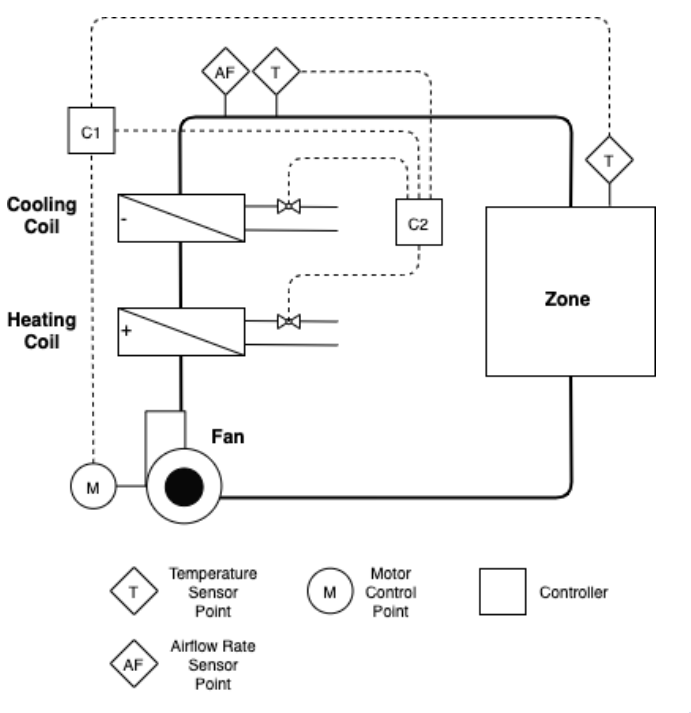 AF
T
C1
T
Cooling
Coil
-
C2
Zone
Heating
Coil
+
Fan
M
T
Temperature
Sensor
Point
M
Motor
Control
Point
Controller
AF
Airflow Rate
Sensor
Point